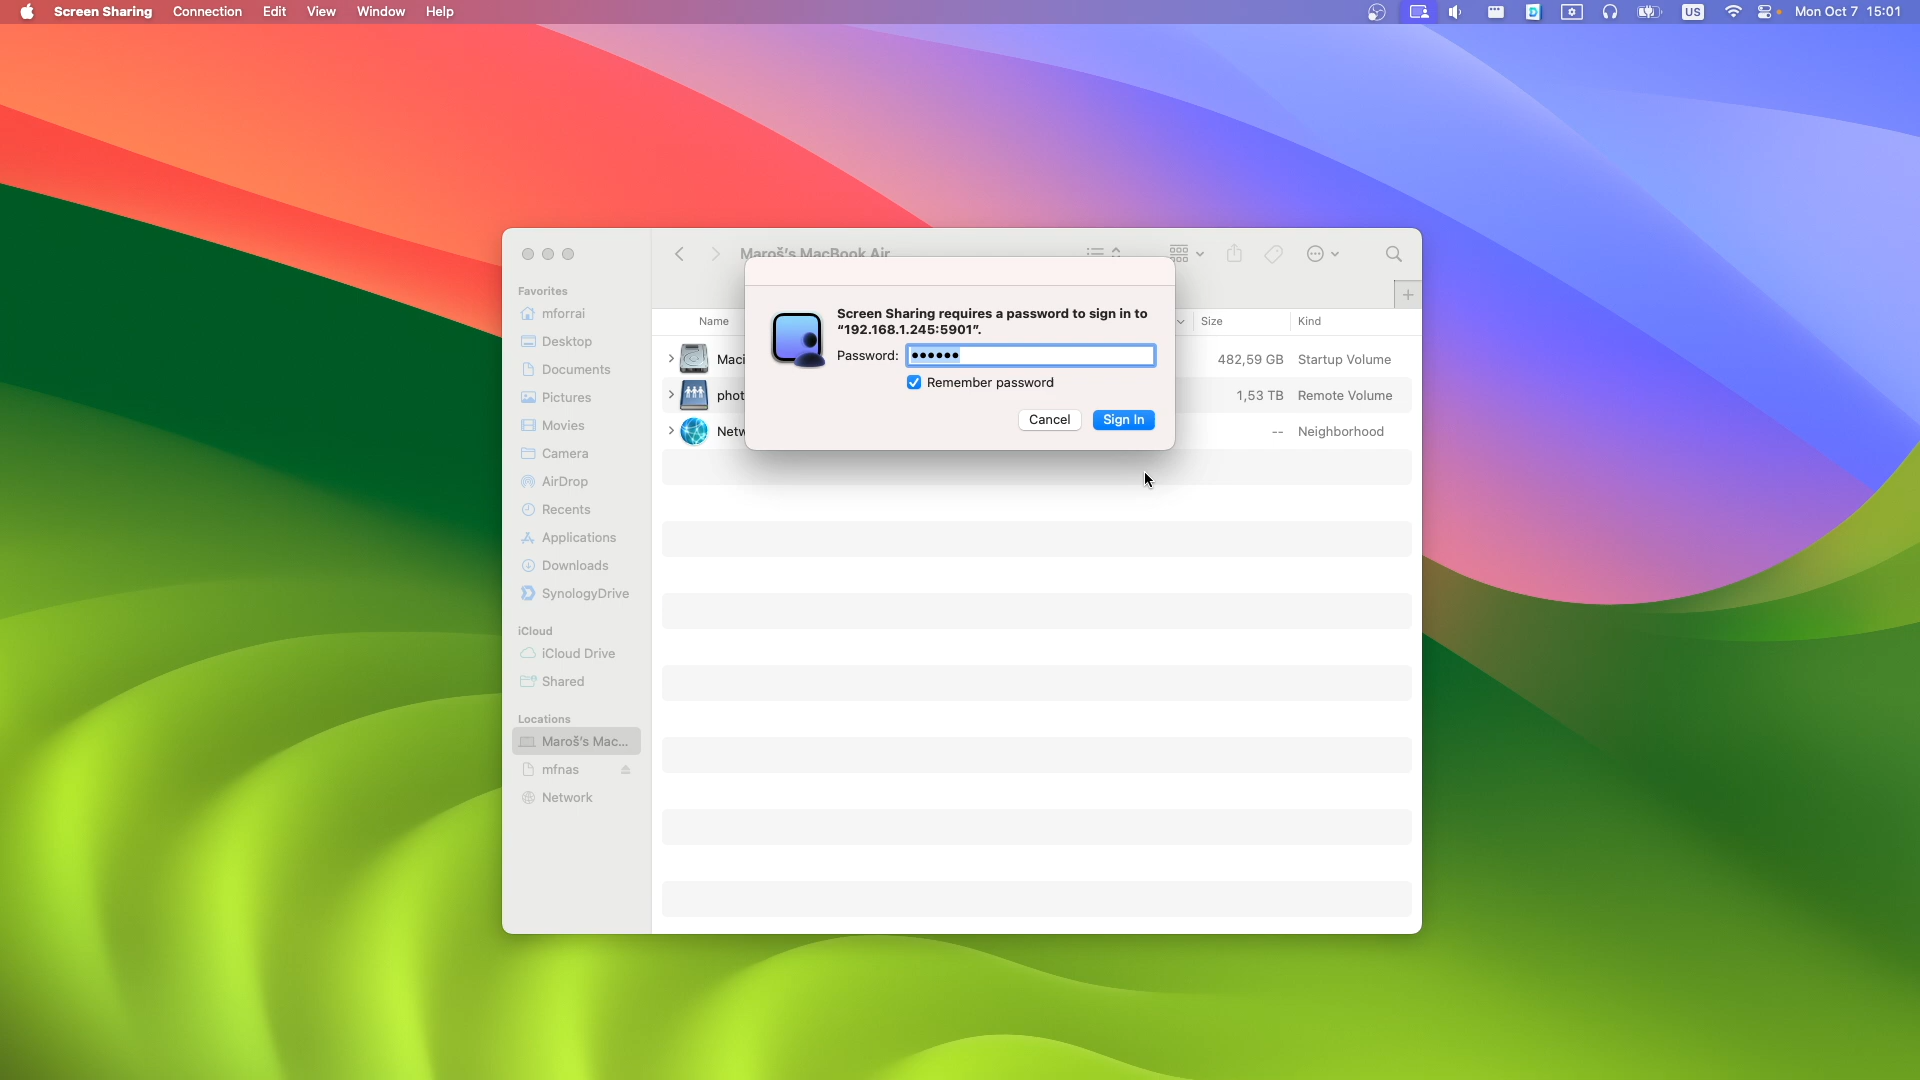 Screen Sharing Connection Edit View Window Help
US Mon Oct 7 15:01
Maroš's MacBook Air
Favorites
mforrai
Desktop
Documents
Pictures
Movies
Camera
AirDrop
Recents
Applications
Downloads
SynologyDrive
iCloud
iCloud Drive
Shared
Locations
Maroš's Mac...
mfnas
Network
Name Size Kind
Maci 482,59 GB Startup Volume
phot 1,53 TB Remote Volume
Netw -- Neighborhood
Screen Sharing requires a password to sign in to
“192.168.1.245:5901”.
Password: ••••••
Remember password
Cancel Sign In